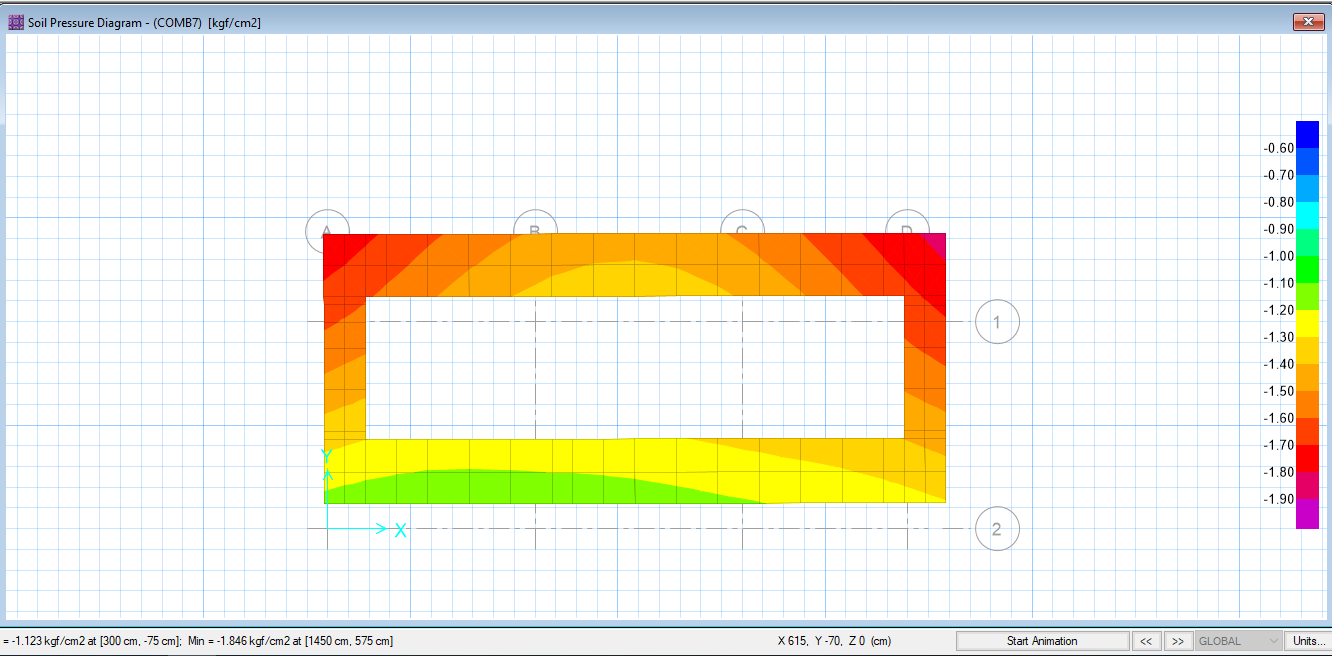 Soil Pressure Diagram - (COMB7) [kgf/cm2]
A B C D
-0.60
-0.70
-0.80
-0.90
-1.00
-1.10
-1.20
-1.30
-1.40
-1.50
-1.60
-1.70
-1.80
-1.90
1
Y
X
2
= -1.123 kgf/cm2 at [300 cm, -75 cm]; Min = -1.846 kgf/cm2 at [1450 cm, 575 cm]
X 615, Y -70, Z 0 (cm)
Start Animation
<<
>>
GLOBAL
Units...